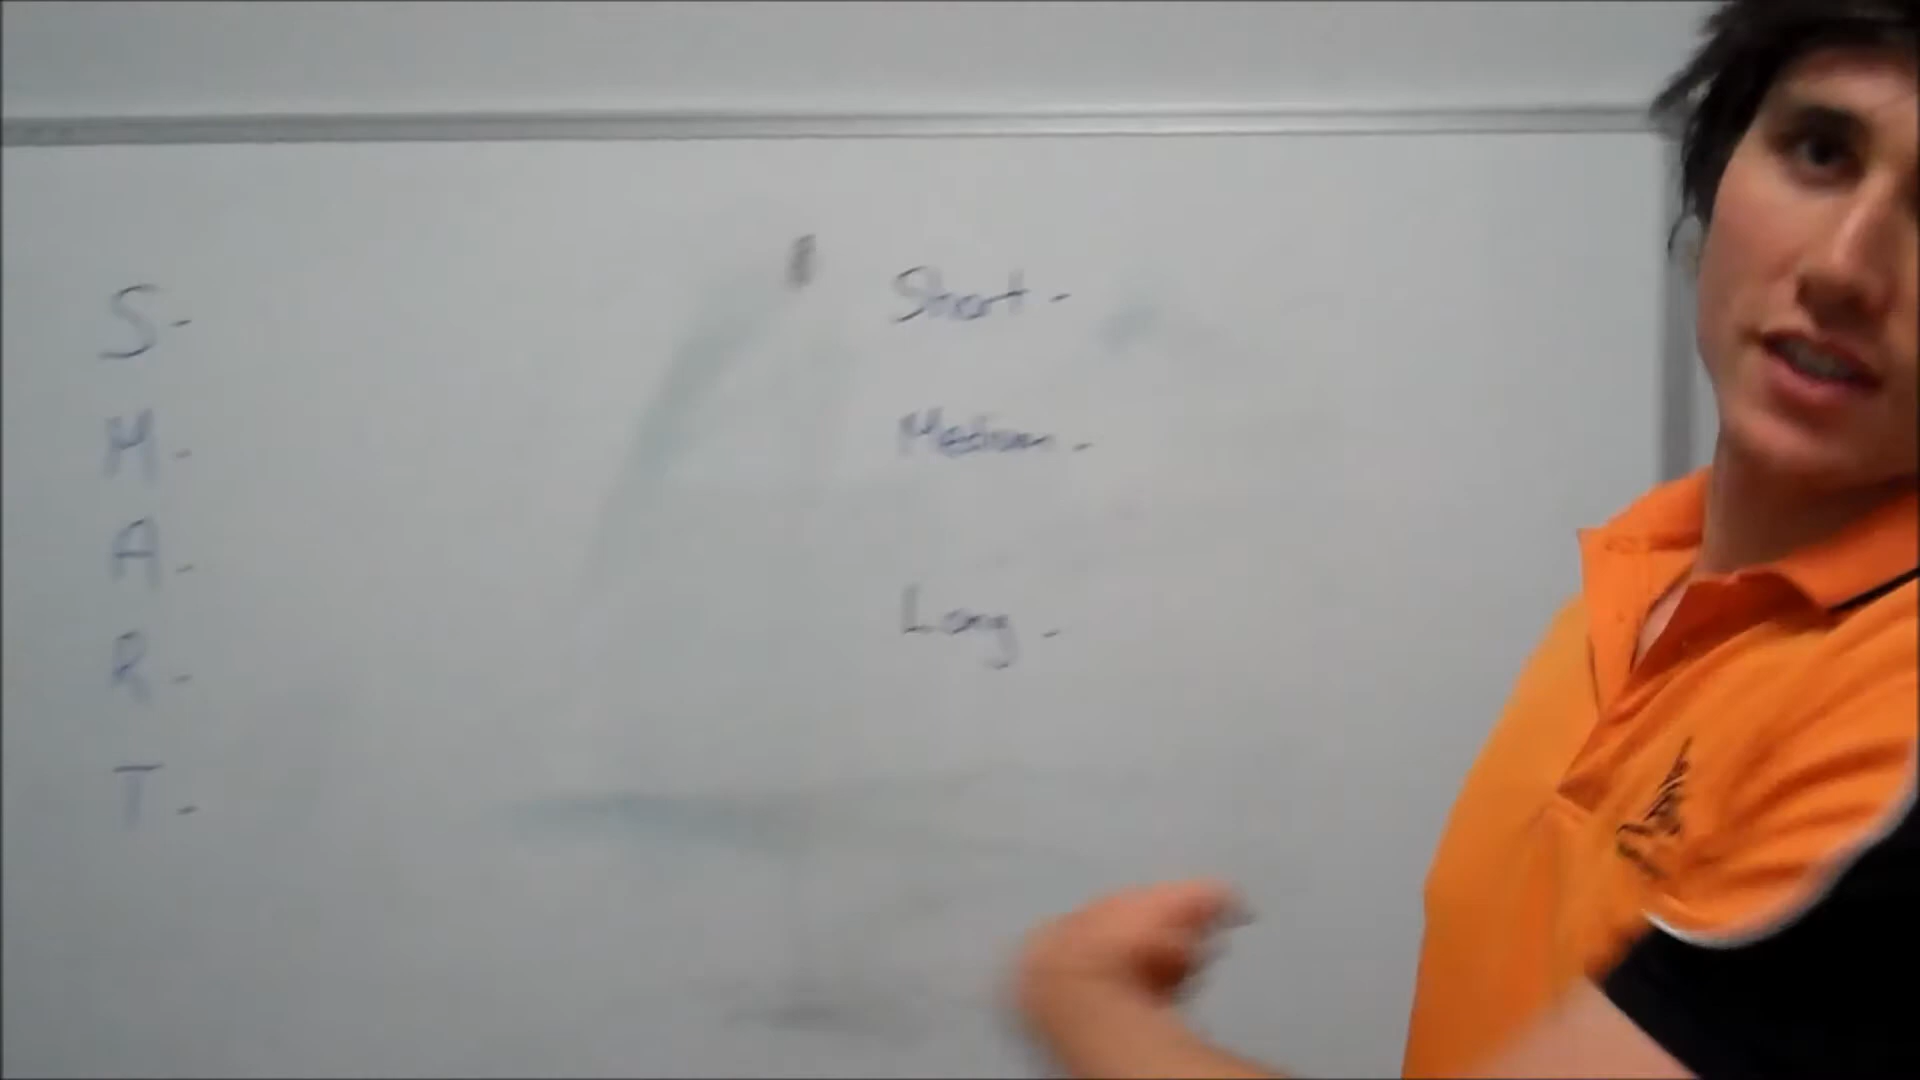 S-
M-
A-
R-
T-
Short -
Medium -
Long -